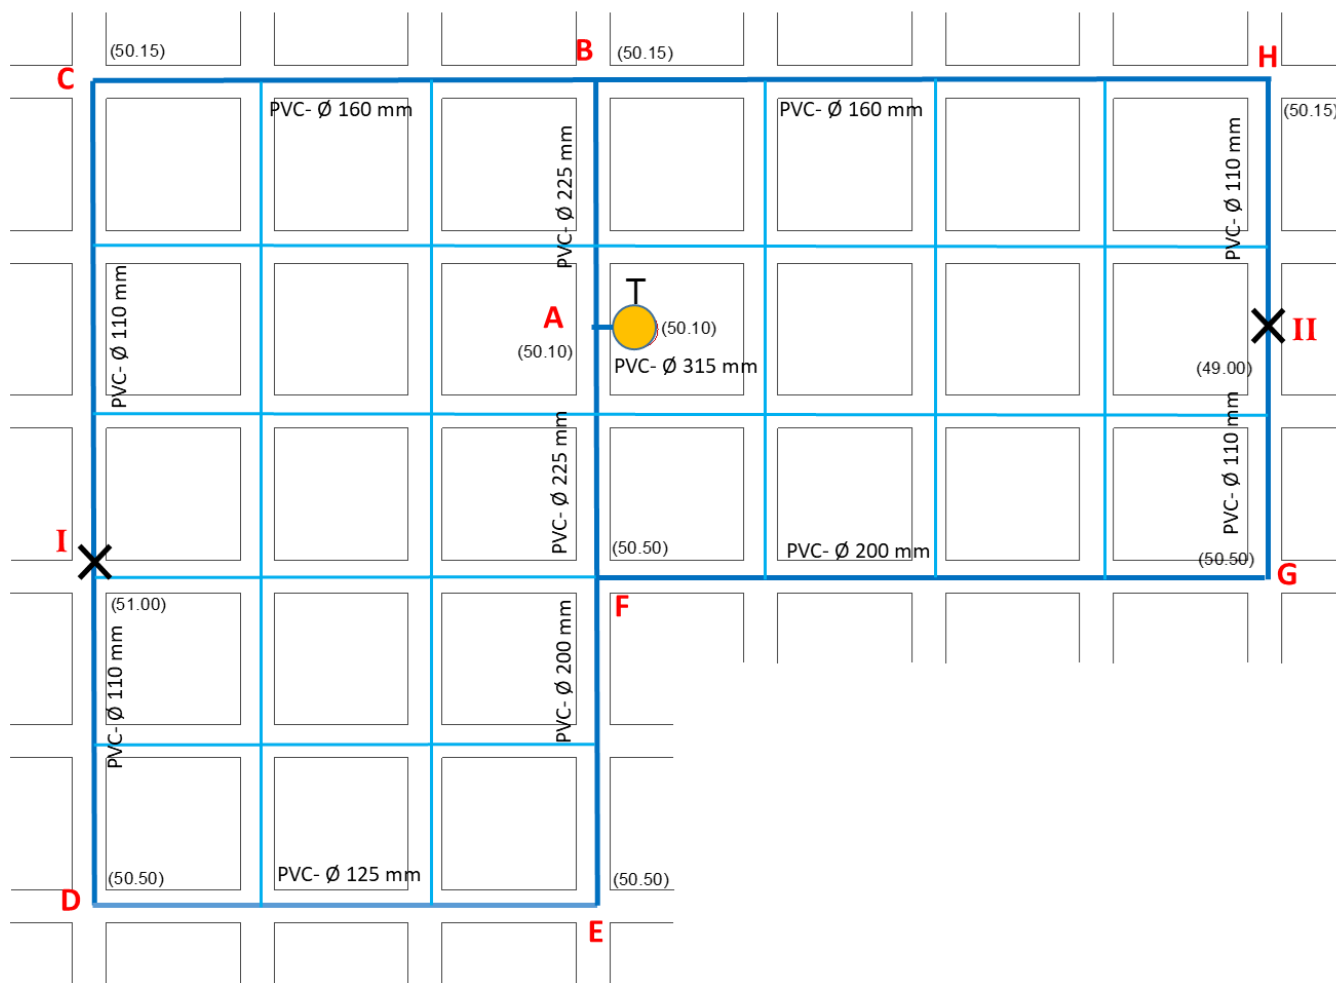 (50.15)
B
(50.15)
H
C
PVC- Ø 160 mm
PVC- Ø 160 mm
(50.15)
PVC- Ø 225 mm
PVC- Ø 110 mm
PVC- Ø 110 mm
T
A
(50.10)
II
(50.10)
PVC- Ø 315 mm
(49.00)
PVC- Ø 225 mm
PVC- Ø 110 mm
I
(50.50)
PVC- Ø 200 mm
(50.50)
G
(51.00)
F
PVC- Ø 110 mm
PVC- Ø 200 mm
(50.50)
PVC- Ø 125 mm
(50.50)
D
E